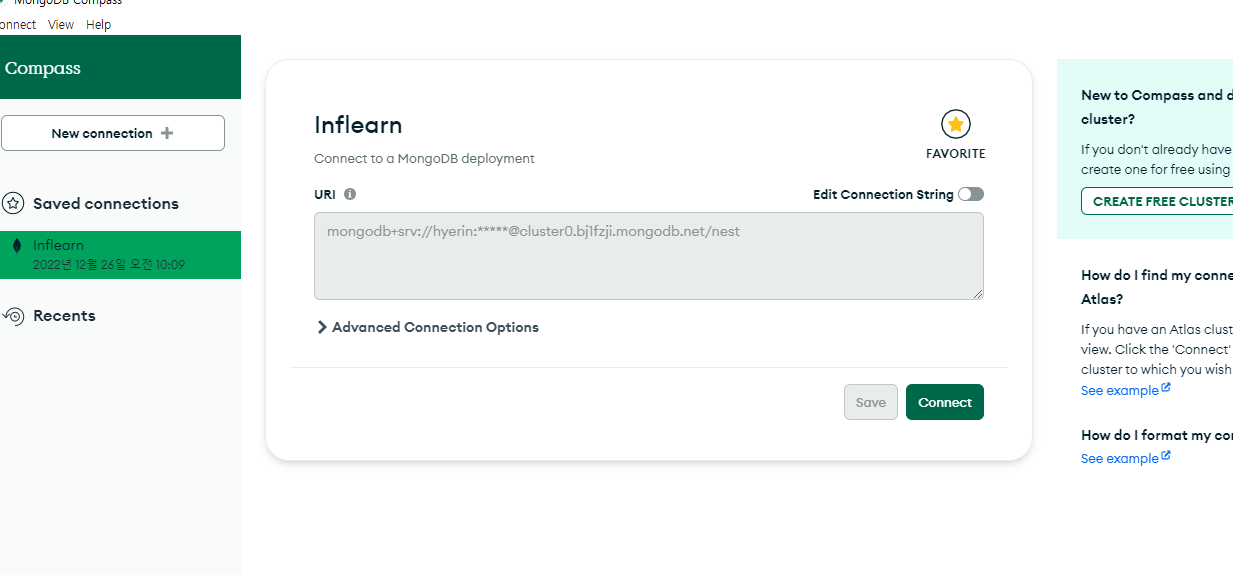 MongoDB Compass
onnect View Help
Compass
New connection
Saved connections
Inflearn
2022년 12월 26일 오전 10:09
Recents
Inflearn
FAVORITE
Connect to a MongoDB deployment
URI
Edit Connection String
mongodb+srv://hyerin:*****@cluster0.bj1fzji.mongodb.net/nest
Advanced Connection Options
Save
Connect
New to Compass and d
cluster?
If you don't already have
create one for free using
CREATE FREE CLUSTER
How do I find my conne
Atlas?
If you have an Atlas clust
view. Click the 'Connect'
cluster to which you wish
See example
How do I format my con
See example